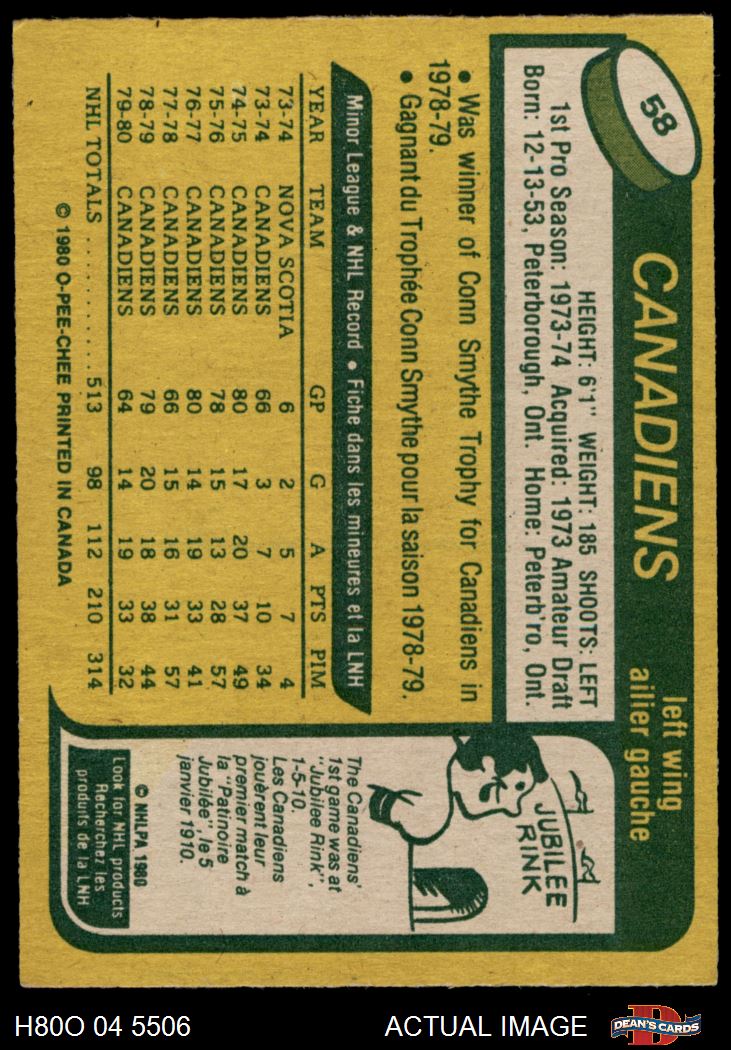 58
CANADIENS
left wing
ailier gauche
HEIGHT: 6'1" WEIGHT: 185 SHOOTS: LEFT
1st Pro Season: 1973-74 Acquired: 1973 Amateur Draft
Born: 12-13-53, Peterborough, Ont. Home: Peterb'ro, Ont.
• Was winner of Conn Smythe Trophy for Canadiens in
1978-79.
• Gagnant du Trophée Conn Smythe pour la saison 1978-79.
Minor League & NHL Record • Fiche dans les mineures et la LNH
YEAR TEAM GP G A PTS PIM
73-74 NOVA SCOTIA 6 2 5 7 4
73-74 CANADIENS 66 3 7 10 34
74-75 CANADIENS 80 17 20 37 49
75-76 CANADIENS 78 15 13 28 57
76-77 CANADIENS 80 14 19 33 41
77-78 CANADIENS 66 15 16 31 57
78-79 CANADIENS 79 20 18 38 44
79-80 CANADIENS 64 14 19 33 32
NHL TOTALS . . . . . . . . . . 513 98 112 210 314
© 1980 O-PEE-CHEE PRINTED IN CANADA
JUBILEE
RINK
The Canadiens'
1st game was at
"Jubilee Rink",
1-5-10.
Les Canadiens
jouèrent leur
premier match à
la "Patinoire
Jubilée", le 5
janvier 1910.
© NHLPA 1980
Look for NHL products
Recherchez les
produits de la LNH
H80O 04 5506
ACTUAL IMAGE
DEAN'S CARDS